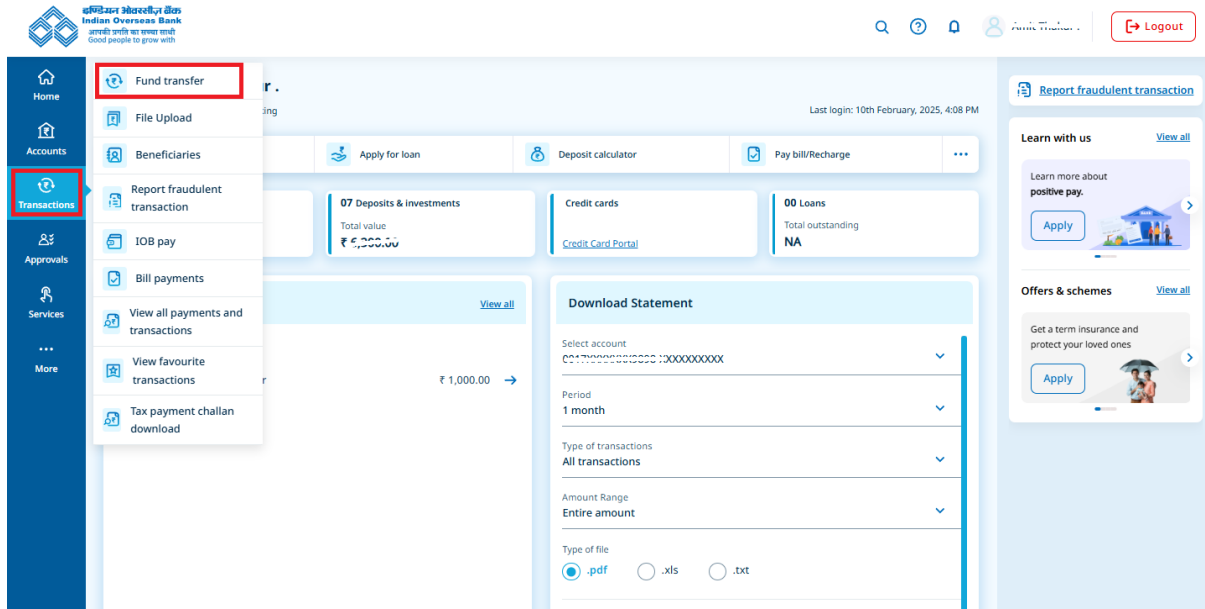 इण्डियन ओवरसीज़ बैंक
Indian Overseas Bank
आपकी प्रगति का सच्चा साथी
Good people to grow with
Logout
Home
Accounts
Transactions
Approvals
Services
More
Fund transfer
File Upload
Beneficiaries
Report fraudulent
transaction
IOB pay
Bill payments
View all payments and
transactions
View favourite
transactions
Tax payment challan
download
r .
ing
Last login: 10th February, 2025, 4:08 PM
Apply for loan
Deposit calculator
Pay bill/Recharge
07 Deposits & investments
Total value
Credit cards
Credit Card Portal
00 Loans
Total outstanding
NA
View all
r
₹ 1,000.00
Download Statement
Select account
Period
1 month
Type of transactions
All transactions
Amount Range
Entire amount
Type of file
.pdf
.xls
.txt
Report fraudulent transaction
Learn with us
View all
Learn more about
positive pay.
Apply
Offers & schemes
View all
Get a term insurance and
protect your loved ones
Apply